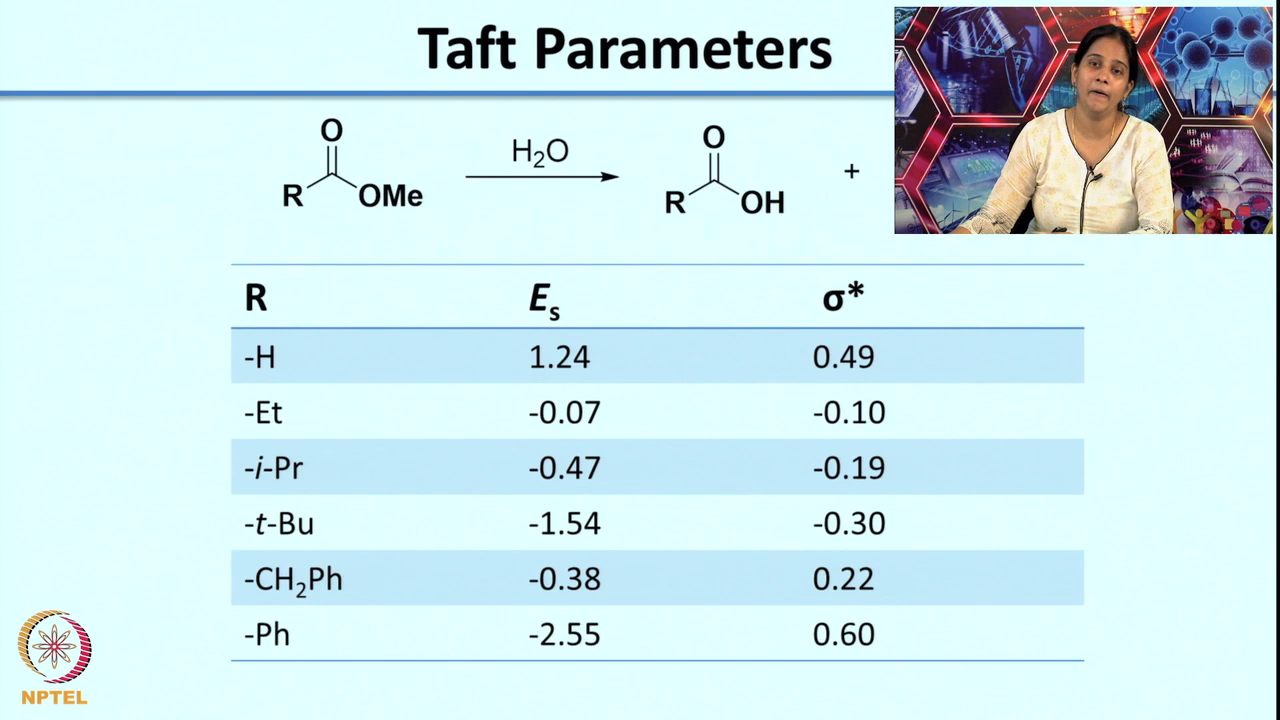 Taft Parameters
O
R
OMe
H₂O
O
R
OH
+
R Eₛ σ*
-H 1.24 0.49
-Et -0.07 -0.10
-i-Pr -0.47 -0.19
-t-Bu -1.54 -0.30
-CH₂Ph -0.38 0.22
-Ph -2.55 0.60
NPTEL